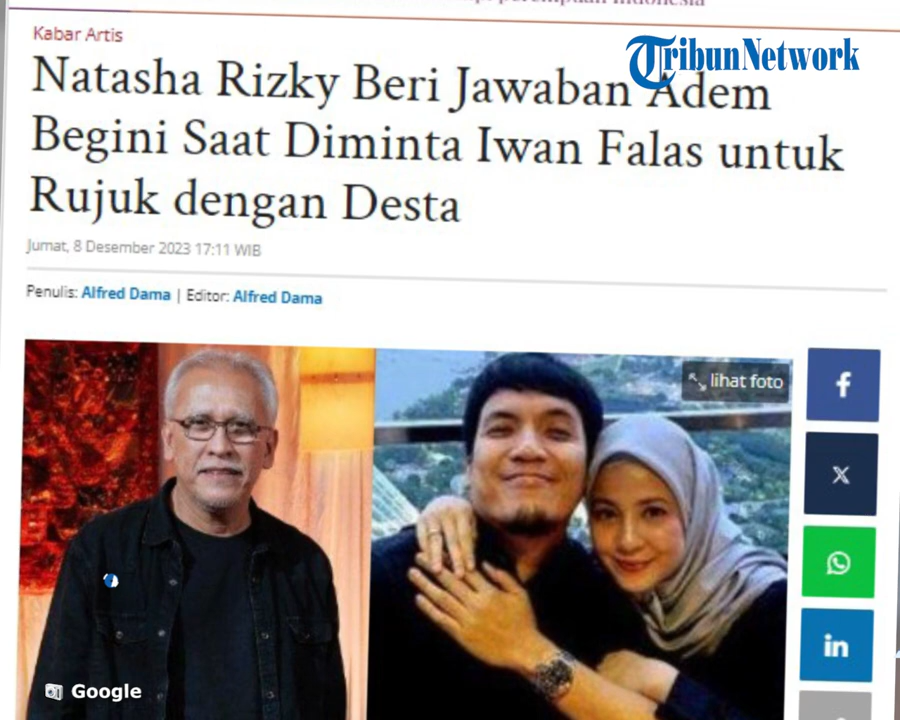 Kabar Artis
TribunNetwork
Natasha Rizky Beri Jawaban Adem
Begini Saat Diminta Iwan Falas untuk
Rujuk dengan Desta
Jumat, 8 Desember 2023 17:11 WIB
Penulis: Alfred Dama | Editor: Alfred Dama
lihat foto
f
X
in
Google